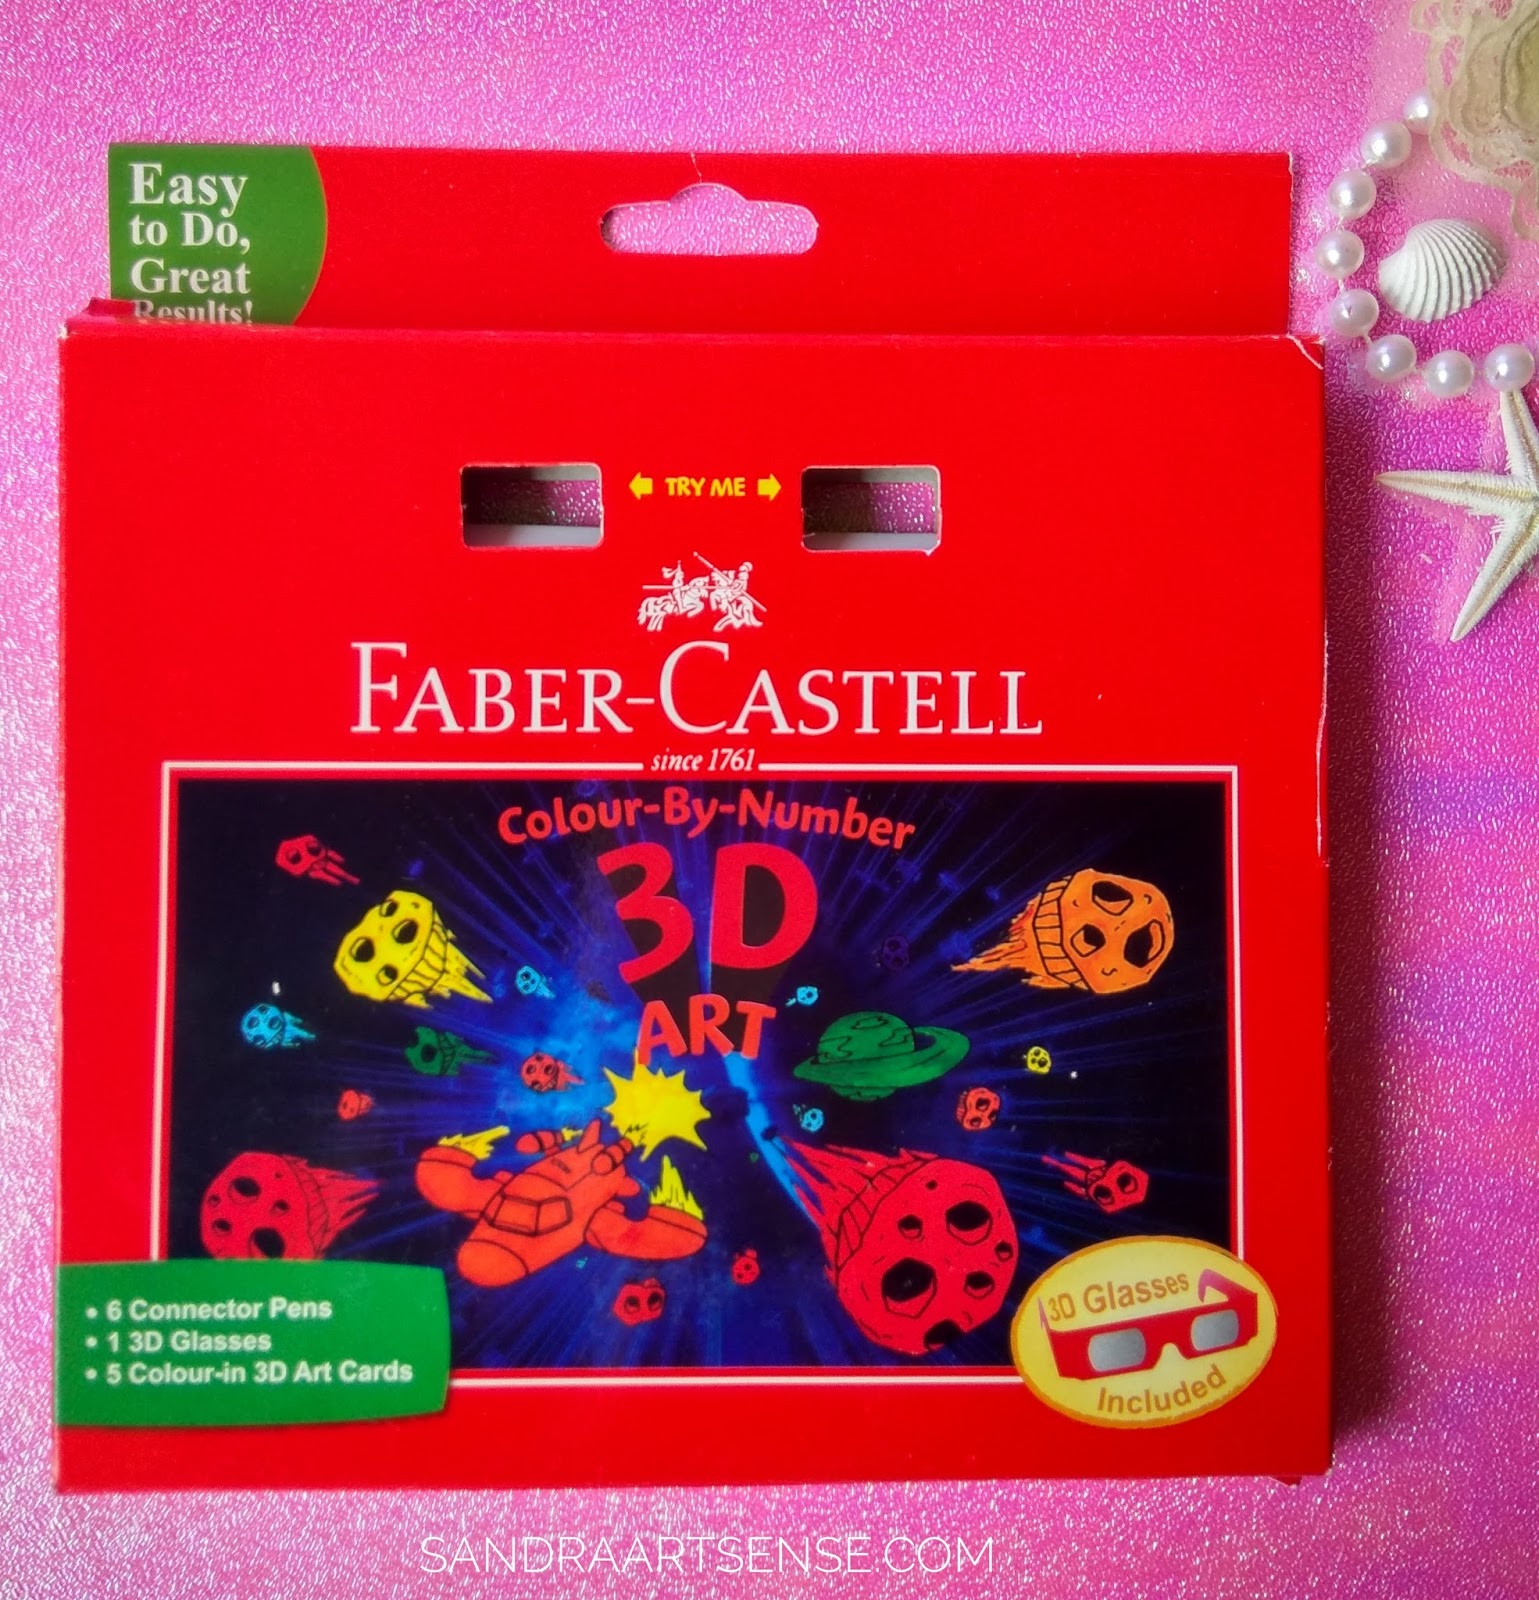 Easy
to Do,
Great
Results!
TRY ME
FABER-CASTELL
since 1761
Colour-By-Number
3D
ART
• 6 Connector Pens
• 1 3D Glasses
• 5 Colour-in 3D Art Cards
3D Glasses
Included
SANDRAARTSENSE.COM